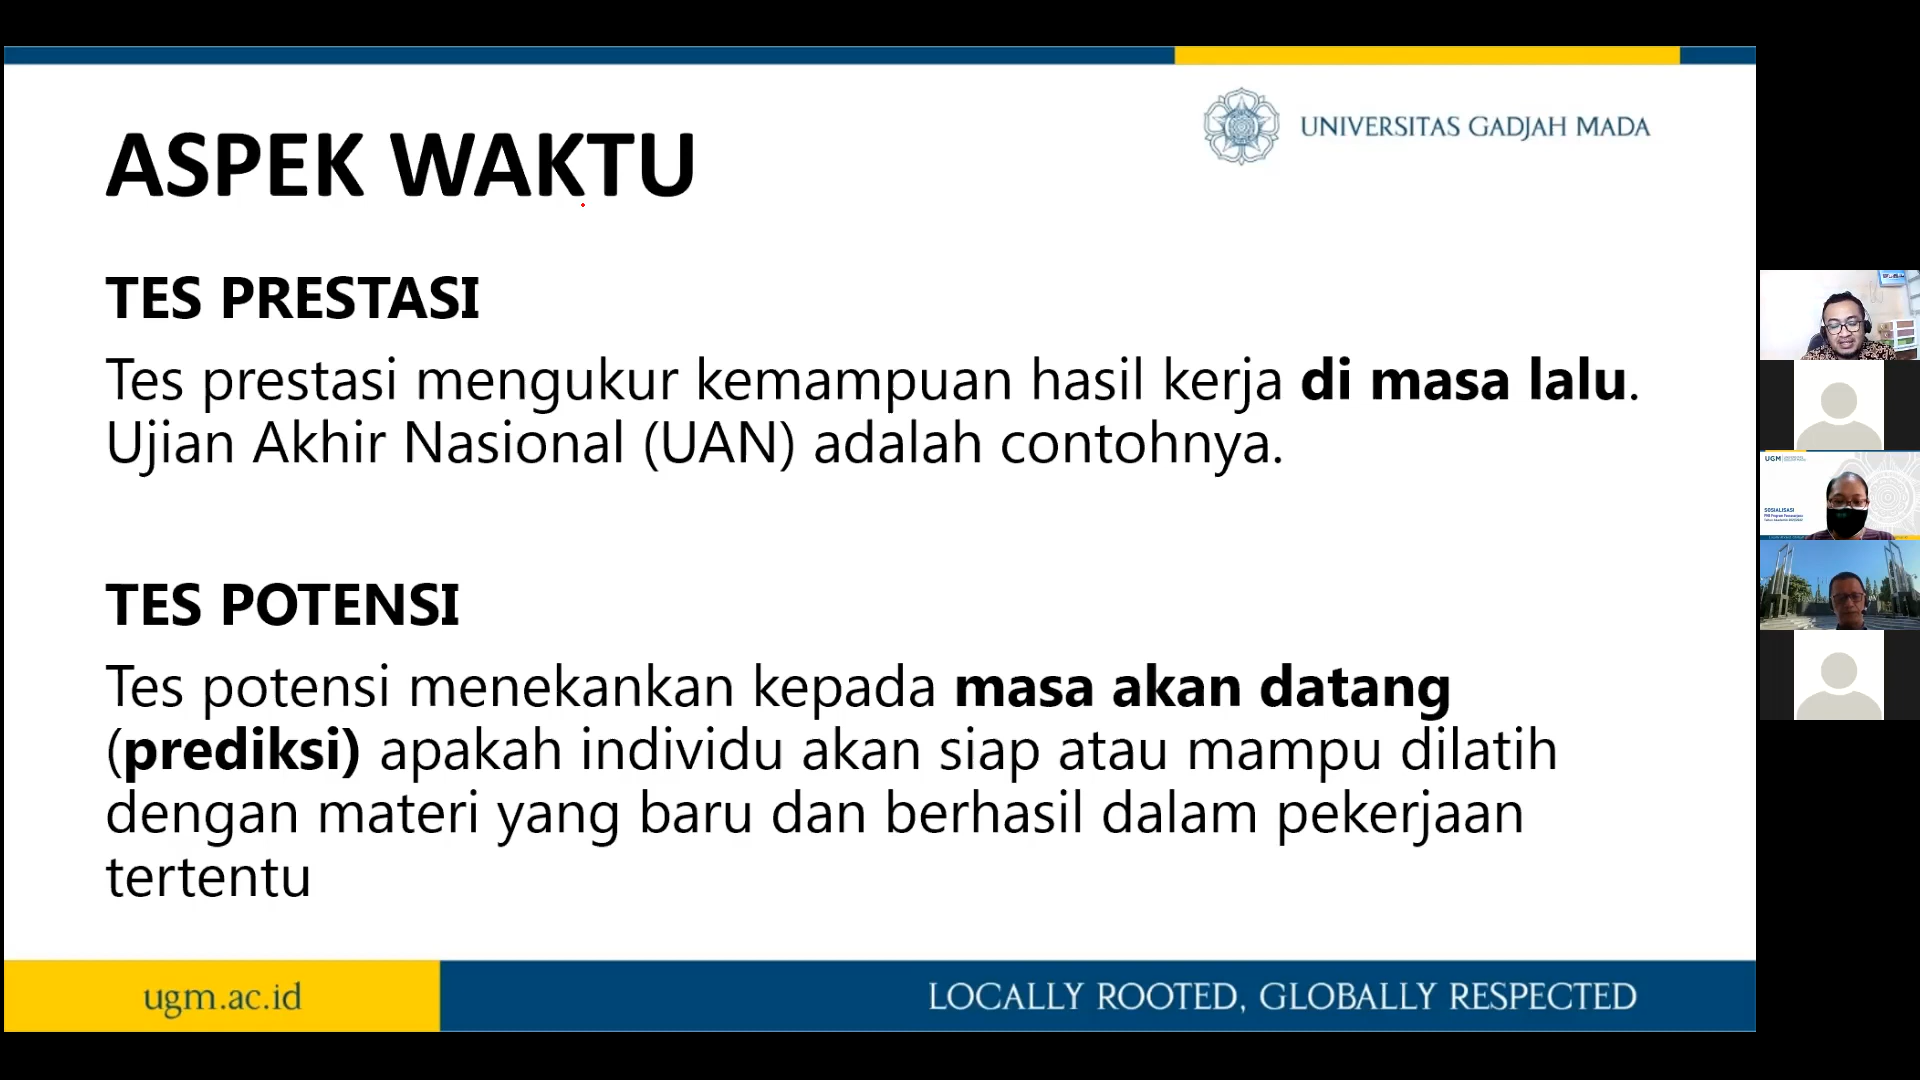 UNIVERSITAS GADJAH MADA
ASPEK WAKTU
TES PRESTASI
Tes prestasi mengukur kemampuan hasil kerja di masa lalu.
Ujian Akhir Nasional (UAN) adalah contohnya.
TES POTENSI
Tes potensi menekankan kepada masa akan datang
(prediksi) apakah individu akan siap atau mampu dilatih
dengan materi yang baru dan berhasil dalam pekerjaan
tertentu
ugm.ac.id
LOCALLY ROOTED, GLOBALLY RESPECTED
UGM
SOSIALISASI